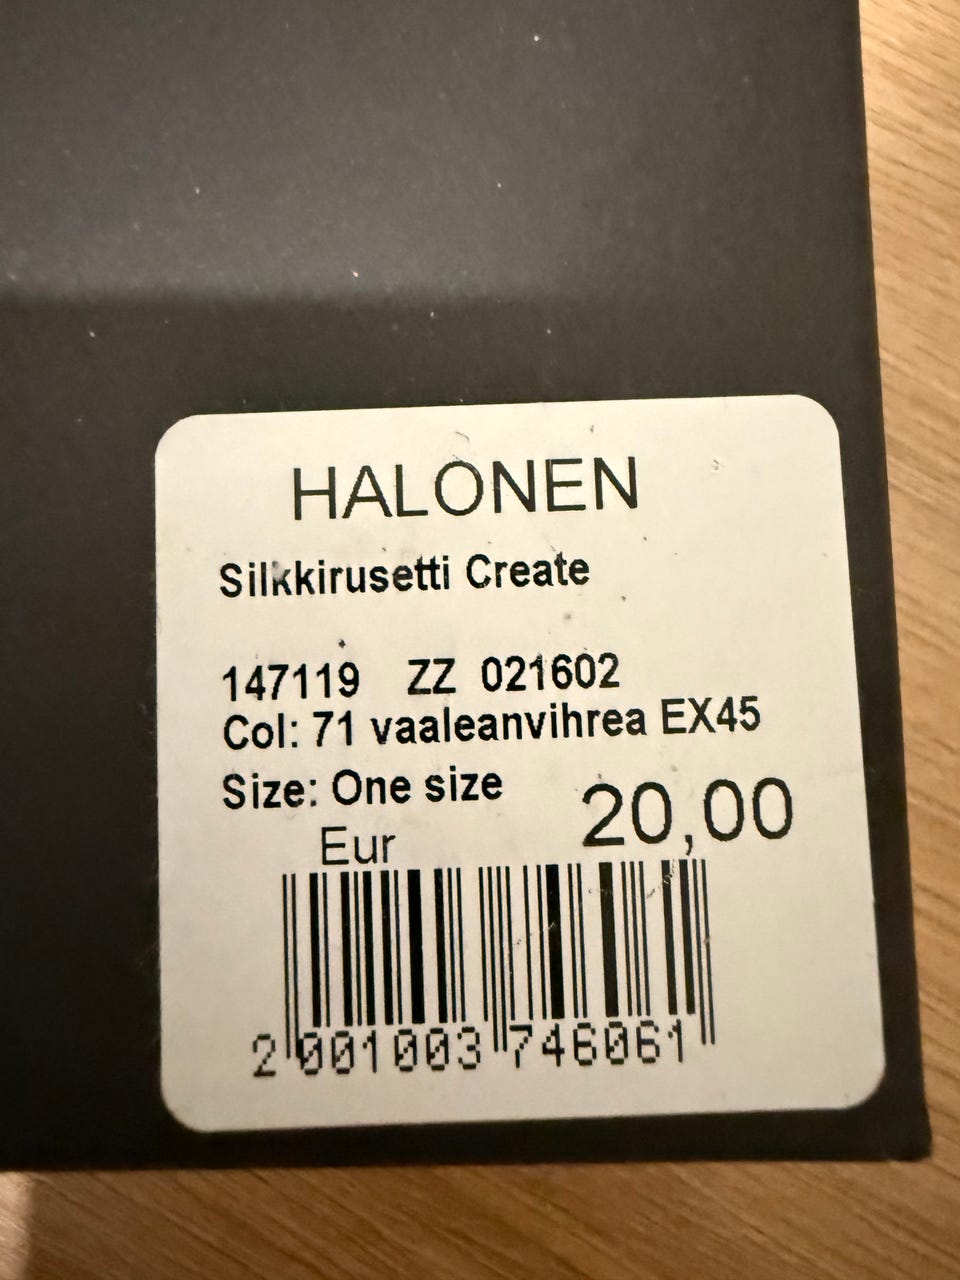 HALONEN
Silkkirusetti Create
147119 ZZ 021602
Col: 71 vaaleanvihrea EX45
Size: One size
Eur 20,00
2 001003 746061